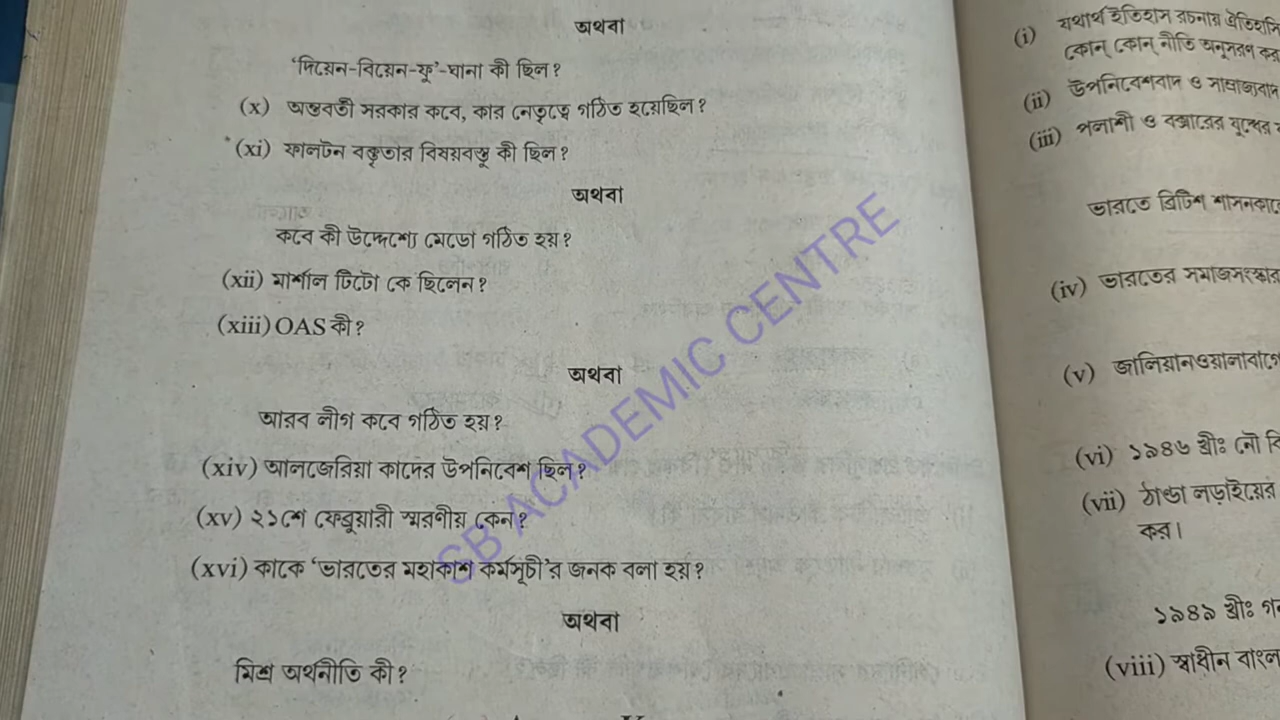 অথবা
'দিয়েন-বিয়েন-ফু'-ঘানা কী ছিল?
(x) অন্তবর্তী সরকার কবে, কার নেতৃত্বে গঠিত হয়েছিল?
(xi) ফালটন বক্তৃতার বিষয়বস্তু কী ছিল?
অথবা
কবে কী উদ্দেশ্যে মেডো গঠিত হয়?
(xii) মার্শাল টিটো কে ছিলেন?
(xiii) OAS কী?
অথবা
আরব লীগ কবে গঠিত হয়?
(xiv) আলজেরিয়া কাদের উপনিবেশ ছিল?
(xv) ২১শে ফেব্রুয়ারী স্মরণীয় কেন?
(xvi) কাকে 'ভারতের মহাকাশ কর্মসূচী'র জনক বলা হয়?
অথবা
মিশ্র অর্থনীতি কী?
SB ACADEMIC CENTRE
(i) যথার্থ ইতিহাস রচনায়
কোন্ কোন্ নীতি অনুসরণ কর
(ii) উপনিবেশবাদ ও সাম্রাজ্যবাদ
(iii) পলাশী ও বক্সারের যুদ্ধের
ভারতে ব্রিটিশ শাসনকালে
(iv) ভারতের সমাজসংস্কার
(v) জালিয়ানওয়ালাবাগে
(vi) ১৯৪৬ খ্রীঃ নৌ বি
(vii) ঠাণ্ডা লড়াইয়ের
কর।
১৯৪৯ খ্রীঃ গ
(viii) স্বাধীন বাংল